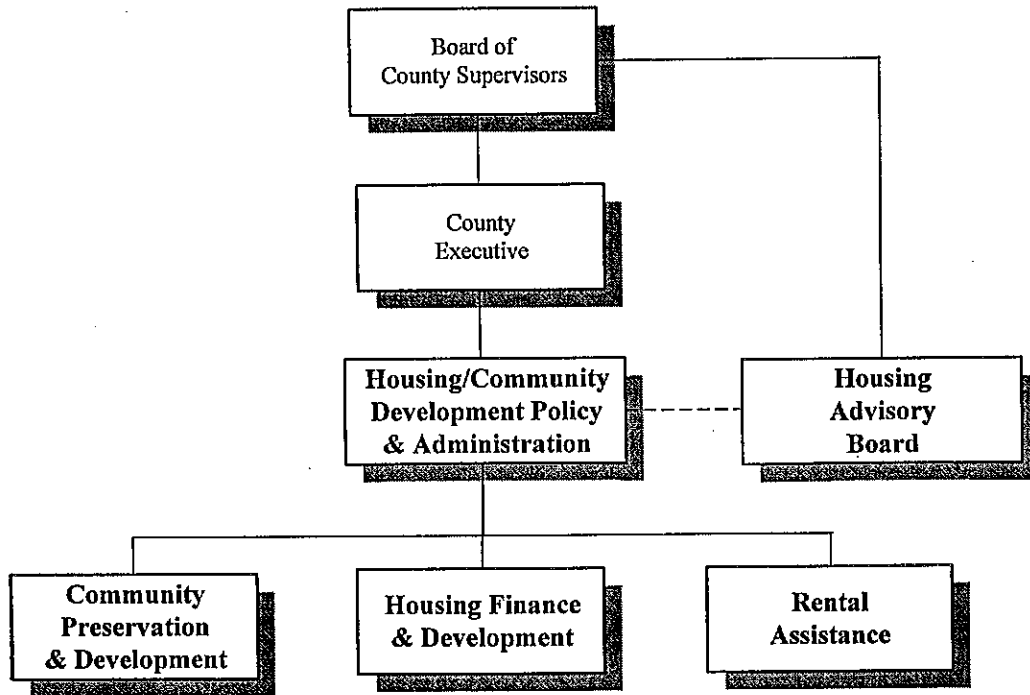 Board of
County Supervisors
County
Executive
Housing/Community
Development Policy
& Administration
Housing
Advisory
Board
Community
Preservation
& Development
Housing Finance
& Development
Rental
Assistance